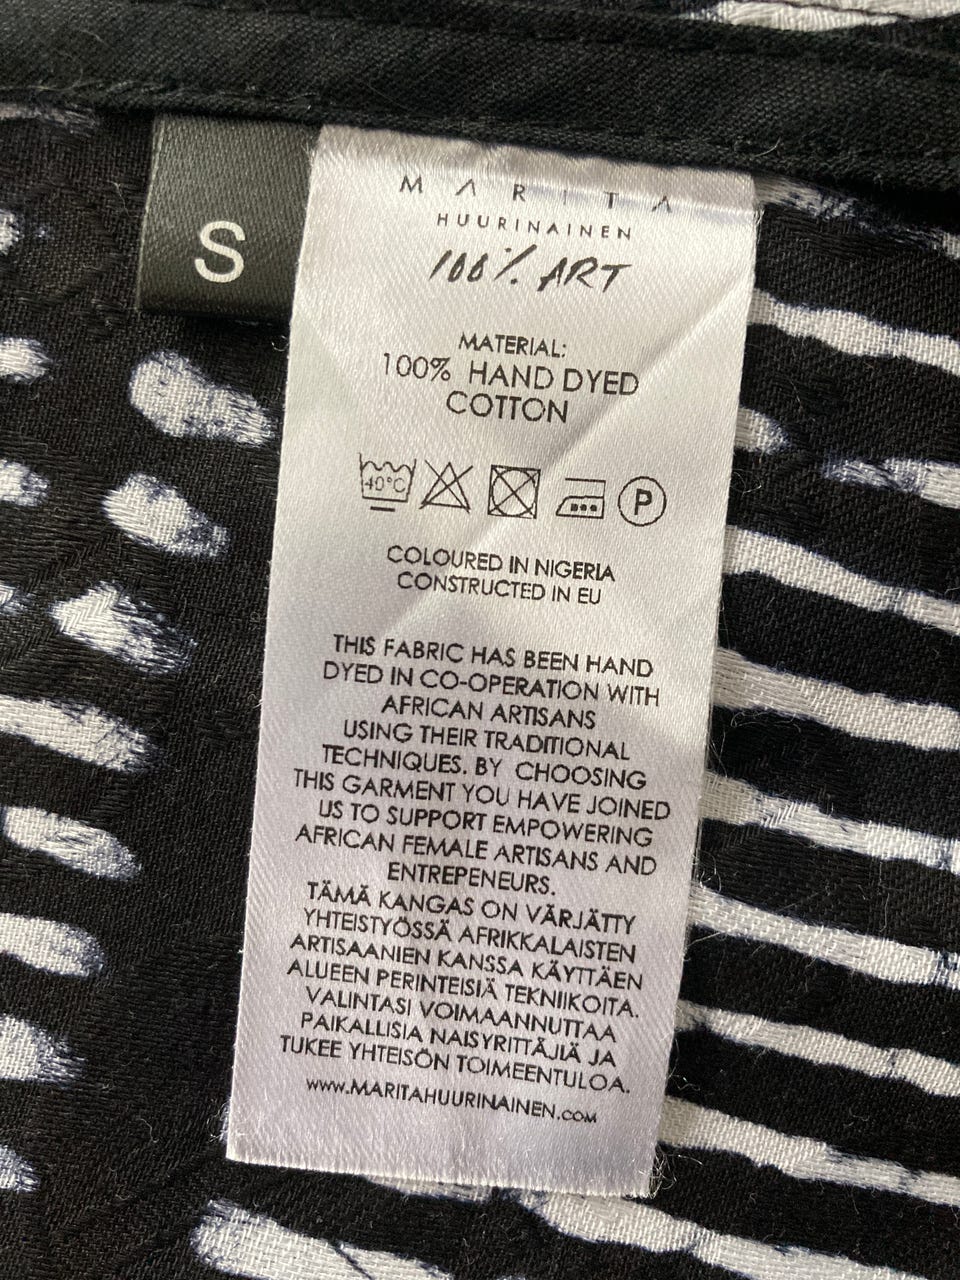 S
MARITA
HUURINAINEN
100% ART
MATERIAL:
100% HAND DYED
COTTON
40°C
P
COLOURED IN NIGERIA
CONSTRUCTED IN EU
THIS FABRIC HAS BEEN HAND
DYED IN CO-OPERATION WITH
AFRICAN ARTISANS
USING THEIR TRADITIONAL
TECHNIQUES. BY CHOOSING
THIS GARMENT YOU HAVE JOINED
US TO SUPPORT EMPOWERING
AFRICAN FEMALE ARTISANS AND
ENTREPENEURS.
TÄMÄ KANGAS ON VÄRJÄTTY
YHTEISTYÖSSÄ AFRIKKALAISTEN
ARTISAANIEN KANSSA KÄYTTÄEN
ALUEEN PERINTEISIÄ TEKNIIKOITA.
VALINTASI VOIMAANNUTTAA
PAIKALLISIA NAISYRITTÄJIÄ JA
TUKEE YHTEISÖN TOIMEENTULOA.
WWW.MARITAHUURINAINEN.COM